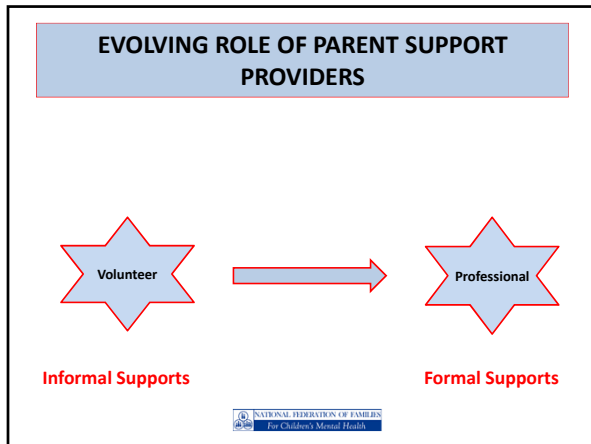 EVOLVING ROLE OF PARENT SUPPORT
PROVIDERS
Volunteer
Professional
Informal Supports
Formal Supports
NATIONAL FEDERATION OF FAMILIES
For Children's Mental Health